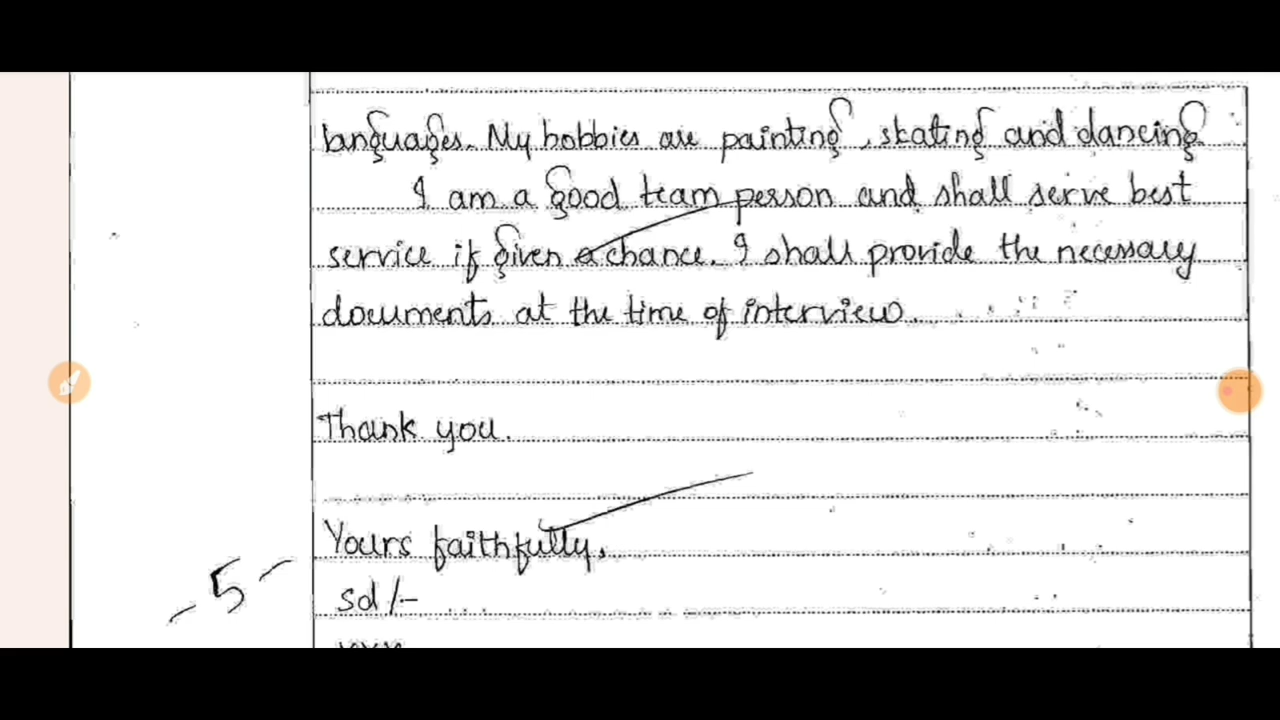 languages. My hobbies are painting, skating and dancing.
I am a good team person and shall serve best
service if given a chance. I shall provide the necessary
documents at the time of interview.
Thank you.
Yours faithfully,
-5-
sd/-